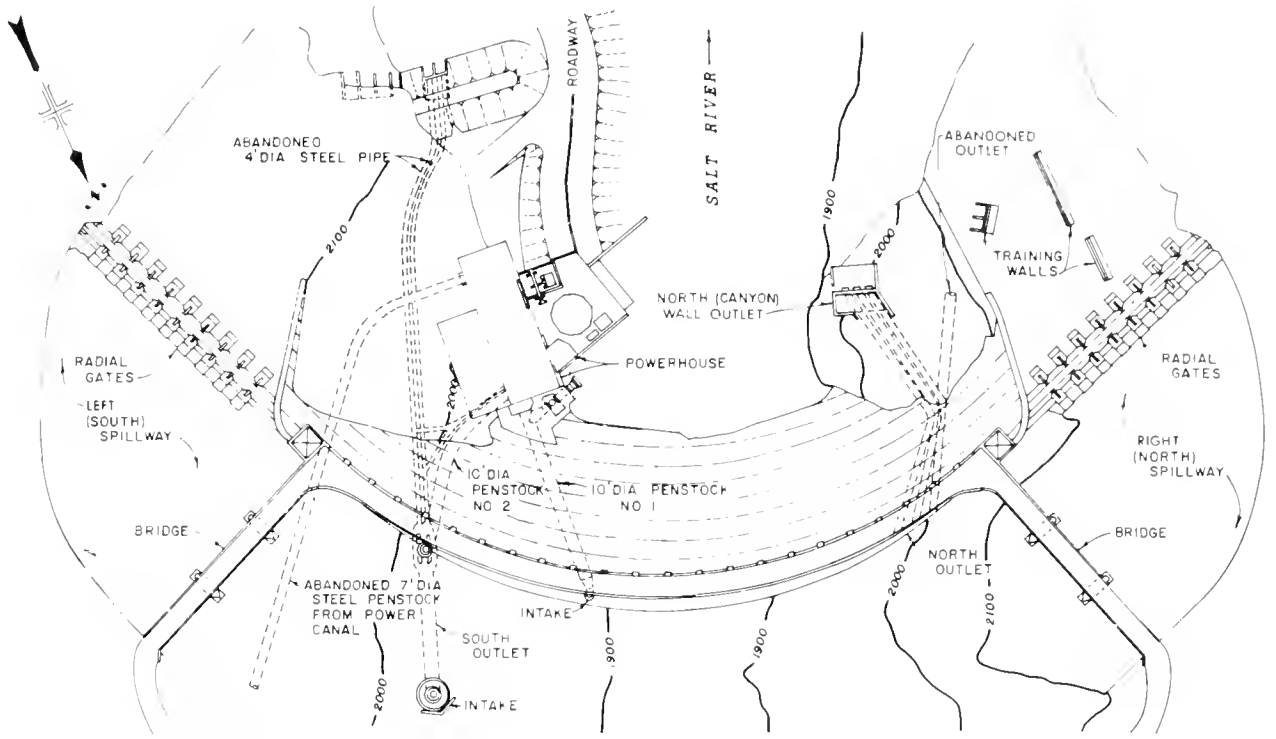 ROADWAY
SALT RIVER
ABANDONED
4' DIA STEEL PIPE
ABANDONED
OUTLET
1900
2000
2100
TRAINING
WALLS
NORTH (CANYON)
WALL OUTLET
POWERHOUSE
RADIAL
GATES
LEFT
(SOUTH)
SPILLWAY
RADIAL
GATES
RIGHT
(NORTH)
SPILLWAY
2000
10' DIA
PENSTOCK
NO 2
10' DIA PENSTOCK
NO 1
BRIDGE
BRIDGE
NORTH
OUTLET
ABANDONED 7' DIA
STEEL PENSTOCK
FROM POWER
CANAL
INTAKE
SOUTH
OUTLET
2000
1900
1900
2000
2100
INTAKE